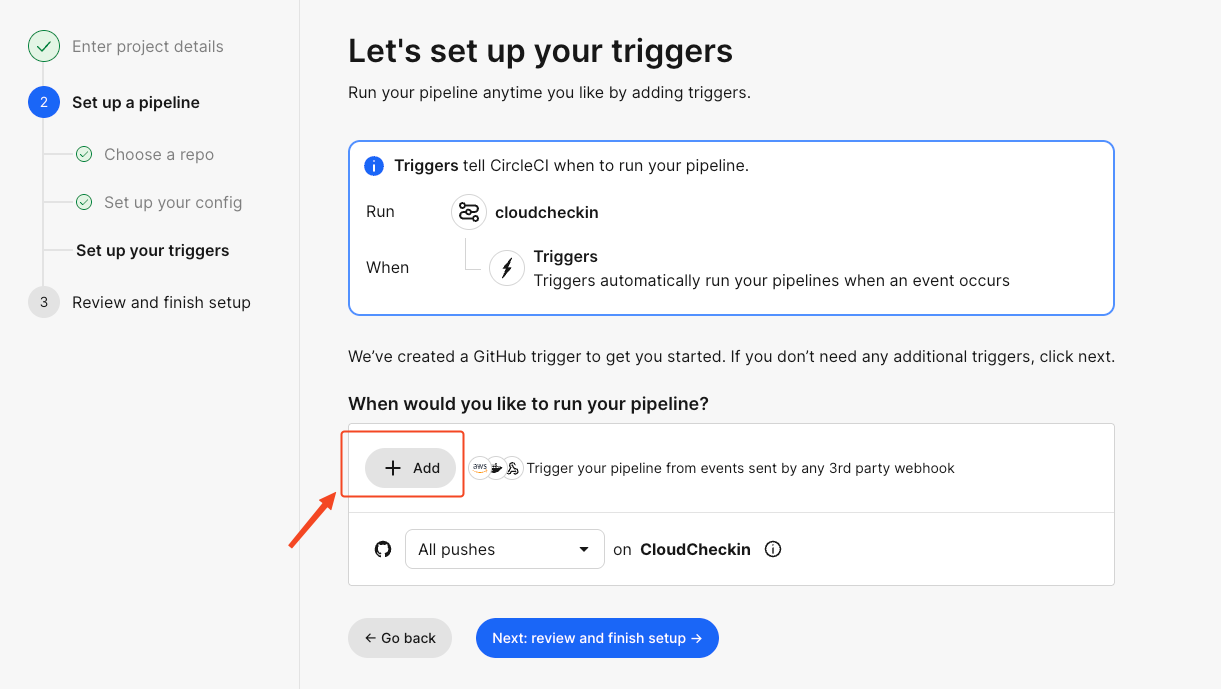 Enter project details
2 Set up a pipeline
Choose a repo
Set up your config
Set up your triggers
3 Review and finish setup
Let's set up your triggers
Run your pipeline anytime you like by adding triggers.
Triggers tell CircleCI when to run your pipeline.
Run cloudcheckin
When Triggers
Triggers automatically run your pipelines when an event occurs
We’ve created a GitHub trigger to get you started. If you don’t need any additional triggers, click next.
When would you like to run your pipeline?
+ Add aws Trigger your pipeline from events sent by any 3rd party webhook
All pushes on CloudCheckin
← Go back Next: review and finish setup →